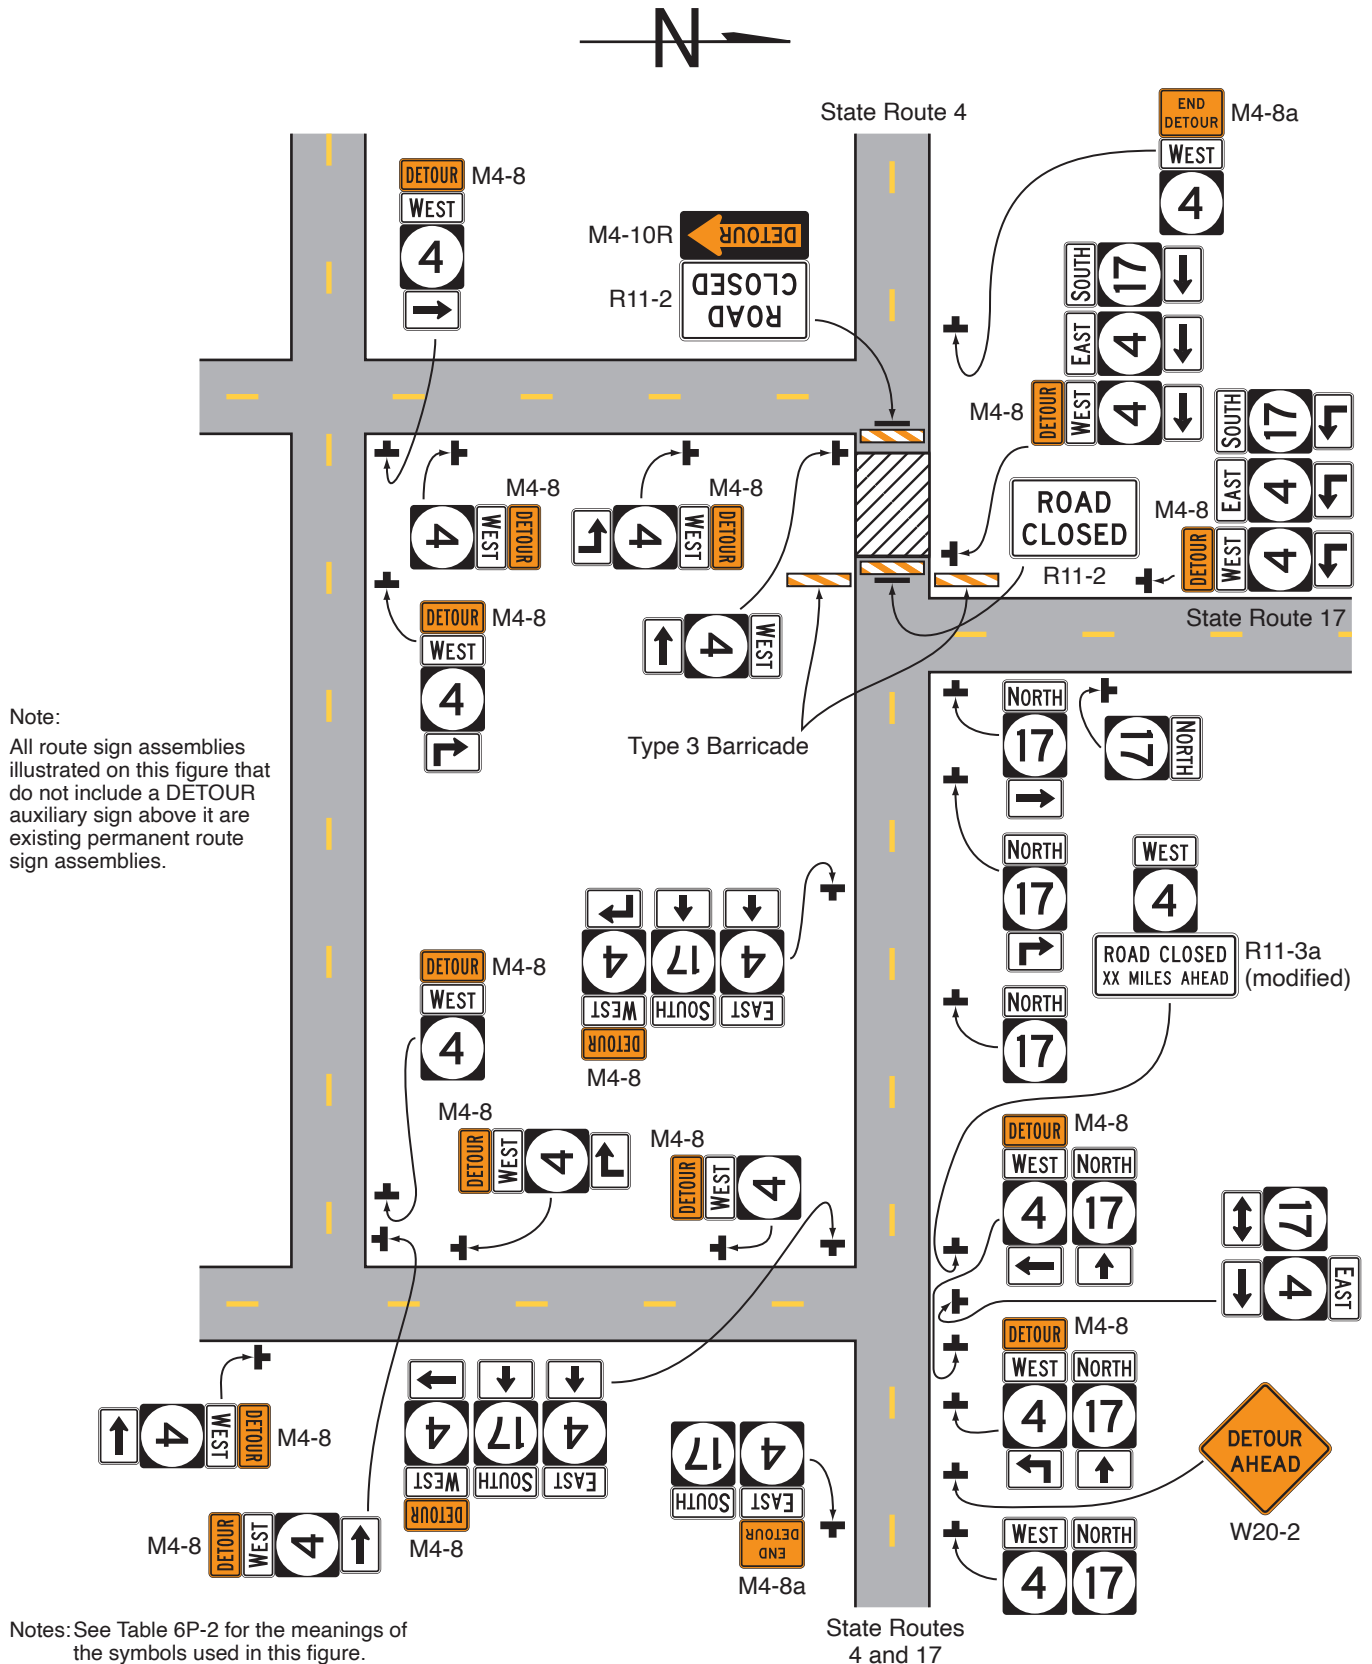 N
State Route 4
END
DETOUR
M4-8a
WEST
4
DETOUR
M4-8
WEST
4
M4-10R
DETOUR
R11-2
ROAD
CLOSED
SOUTH
17
EAST
4
M4-8
DETOUR
WEST
4
SOUTH
17
EAST
4
M4-8
DETOUR
WEST
4
ROAD
CLOSED
R11-2
State Route 17
M4-8
DETOUR
WEST
4
M4-8
DETOUR
WEST
4
DETOUR
M4-8
WEST
4
WEST
4
Type 3 Barricade
Note:
All route sign assemblies
illustrated on this figure that
do not include a DETOUR
auxiliary sign above it are
existing permanent route
sign assemblies.
NORTH
17
NORTH
17
NORTH
17
NORTH
17
WEST
4
ROAD CLOSED
XX MILES AHEAD
R11-3a
(modified)
4
17
4
WEST
SOUTH
EAST
DETOUR
M4-8
DETOUR
M4-8
WEST
4
M4-8
DETOUR
WEST
4
M4-8
DETOUR
WEST
4
DETOUR
M4-8
WEST
NORTH
4
17
17
EAST
4
DETOUR
M4-8
WEST
NORTH
4
17
DETOUR
AHEAD
W20-2
WEST
NORTH
4
17
DETOUR
WEST
4
M4-8
M4-8
DETOUR
WEST
4
4
17
4
WEST
SOUTH
EAST
DETOUR
M4-8
17
4
SOUTH
EAST
END
DETOUR
M4-8a
State Routes
4 and 17
Notes: See Table 6P-2 for the meanings of
the symbols used in this figure.